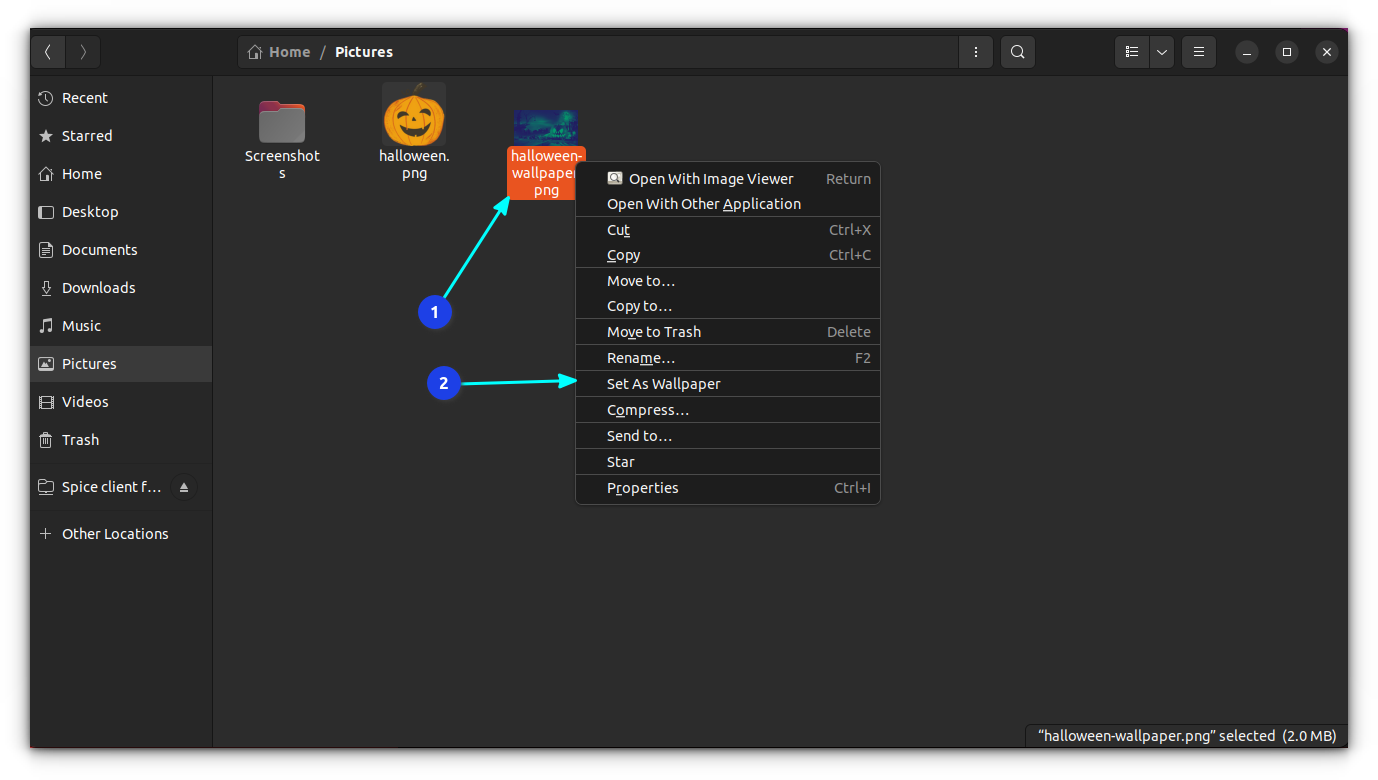 Home / Pictures
Recent
Starred
Home
Desktop
Documents
Downloads
Music
Pictures
Videos
Trash
Spice client f…
Other Locations
Screenshot
s
halloween.
png
halloween-
wallpaper.
png
Open With Image Viewer Return
Open With Other Application
Cut Ctrl+X
Copy Ctrl+C
Move to…
Copy to…
Move to Trash Delete
Rename… F2
Set As Wallpaper
Compress…
Send to…
Star
Properties Ctrl+I
1
2
“halloween-wallpaper.png” selected (2.0 MB)